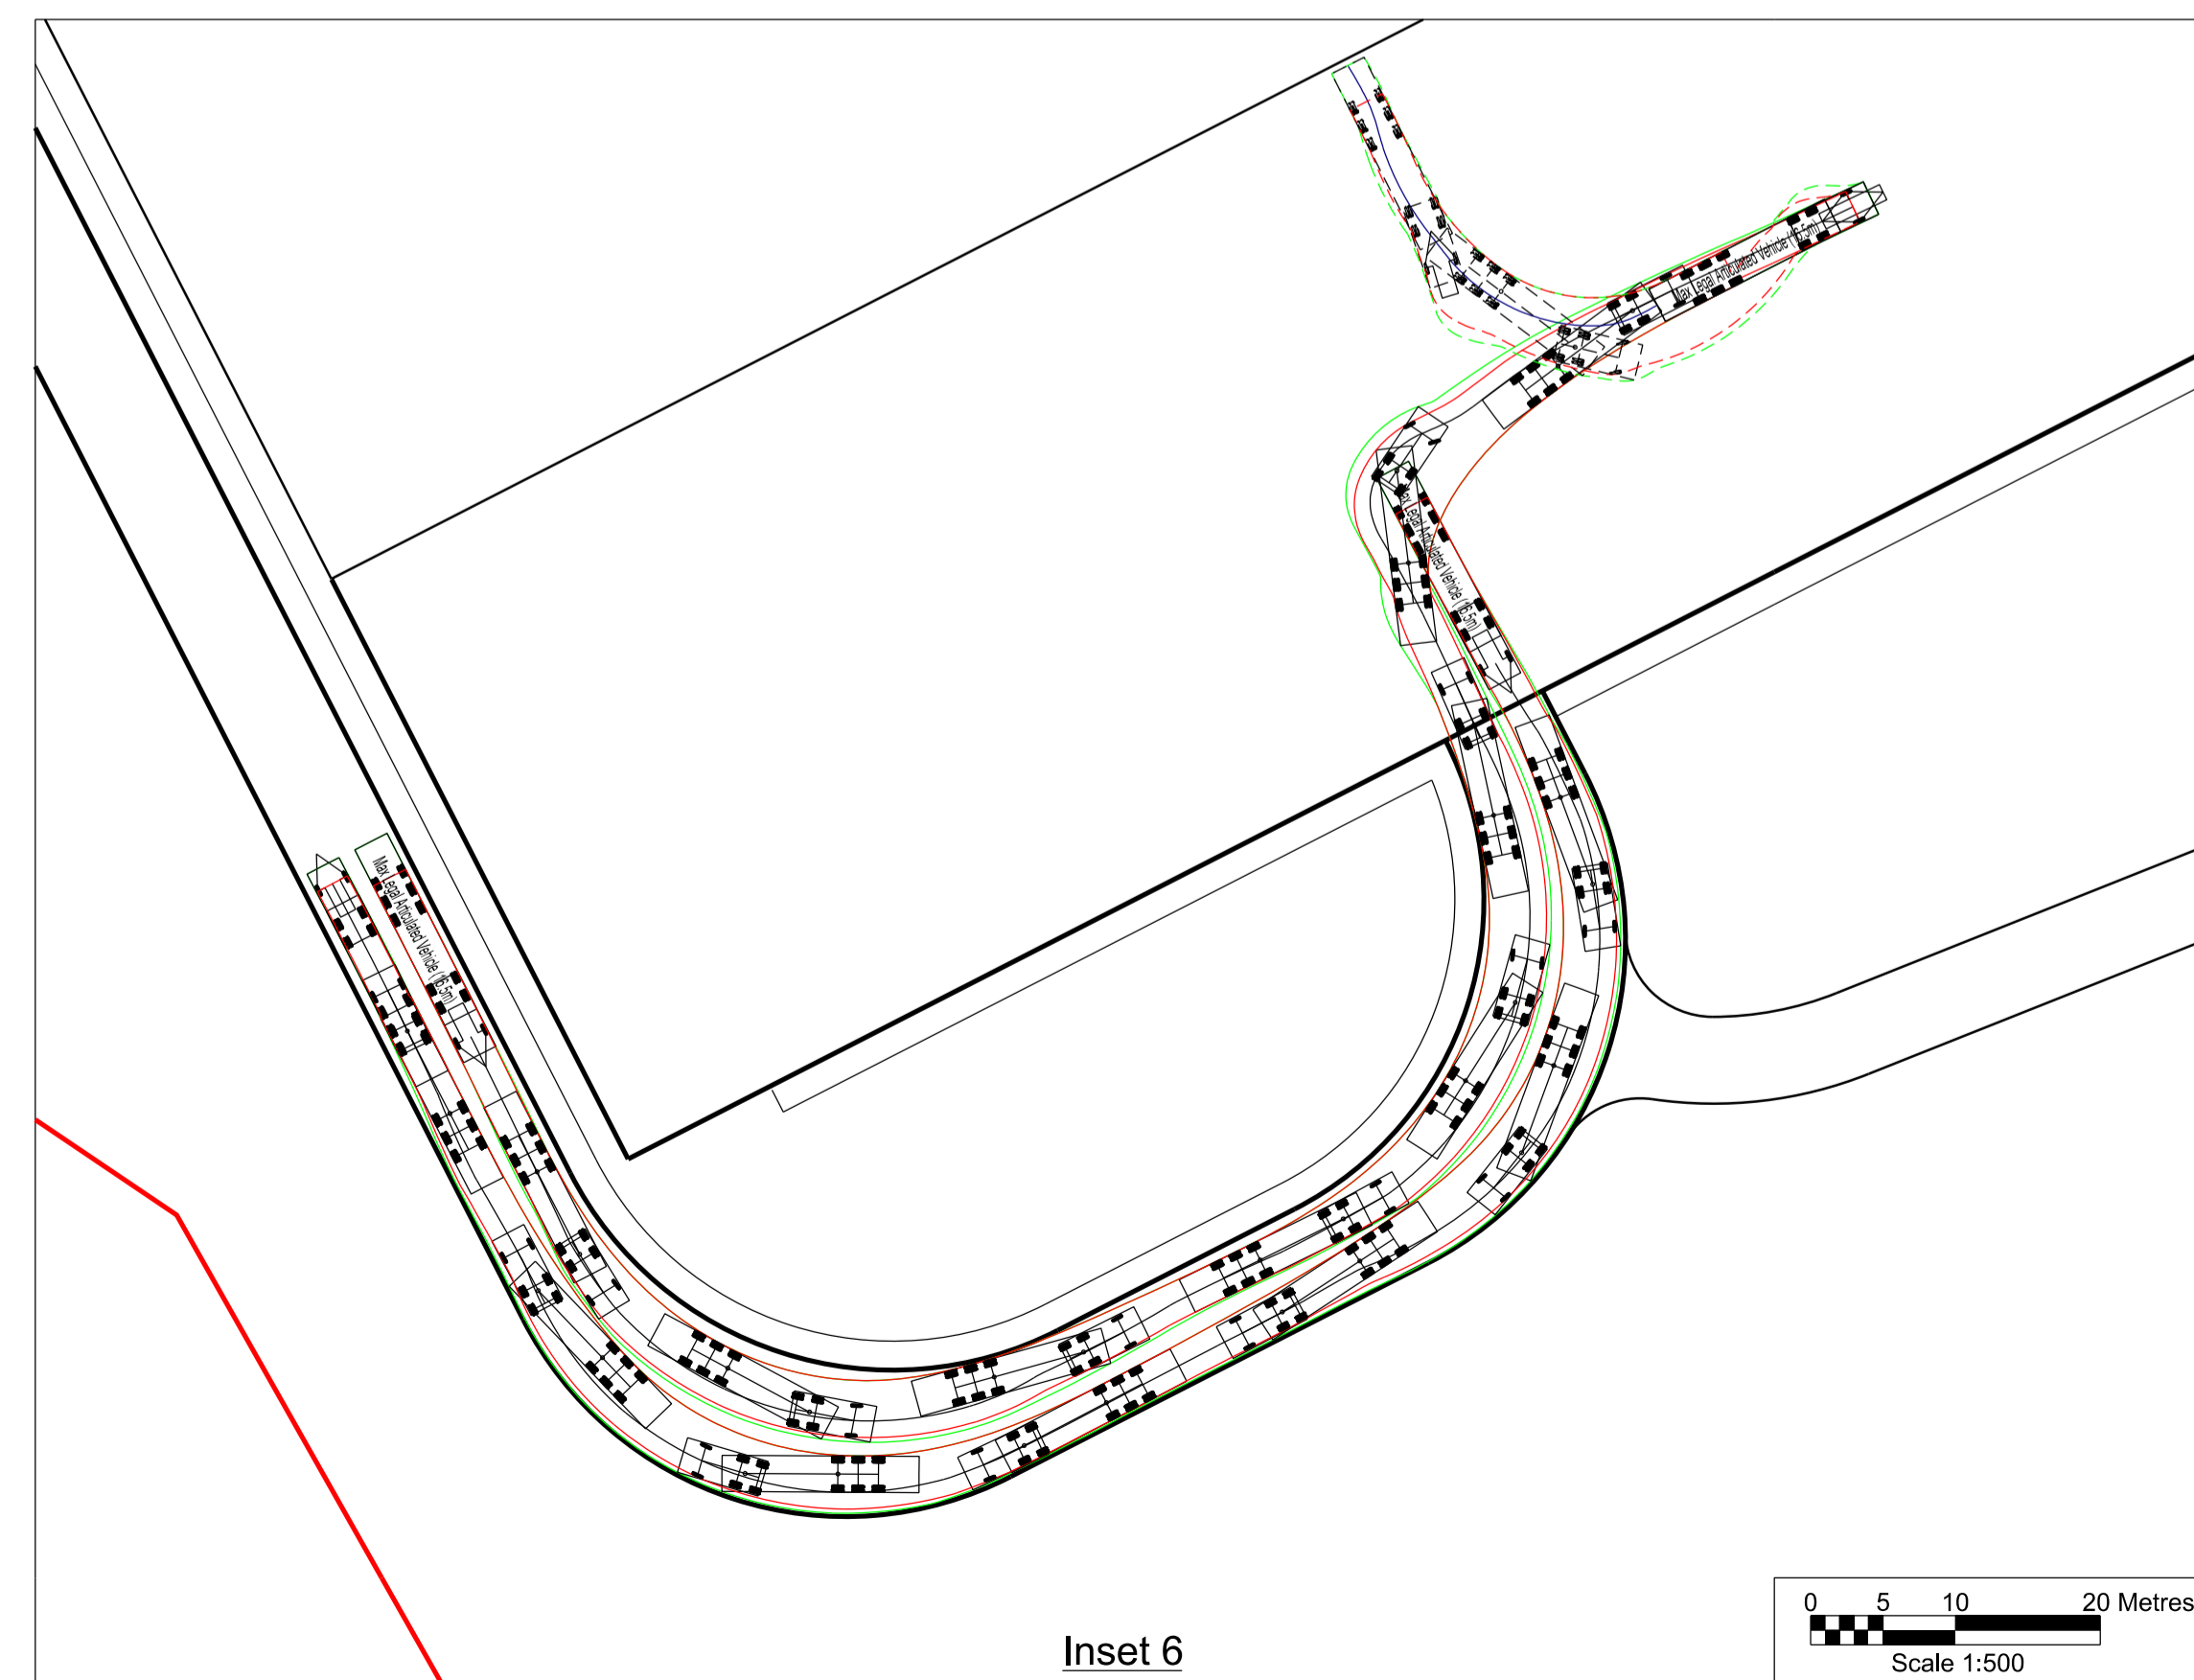 Max Legal Articulated Vehicle (16.5m)
Max Legal Articulated Vehicle (16.5m)
Max Legal Articulated Vehicle (16.5m)
0 5 10 20 Metres
Scale 1:500
Inset 6